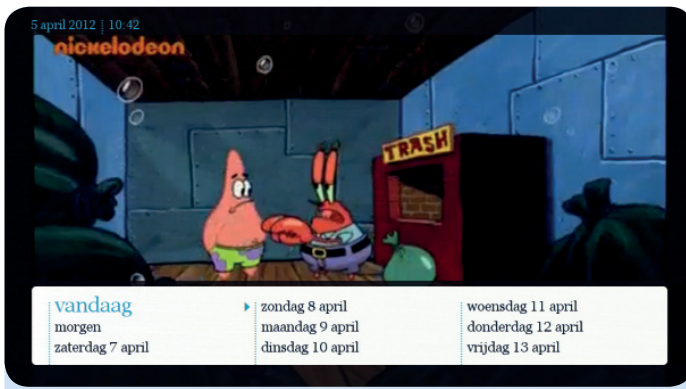 5 april 2012 | 10:42
nickelodeon
TRASH
vandaag
morgen
zaterdag 7 april
zondag 8 april
maandag 9 april
dinsdag 10 april
woensdag 11 april
donderdag 12 april
vrijdag 13 april